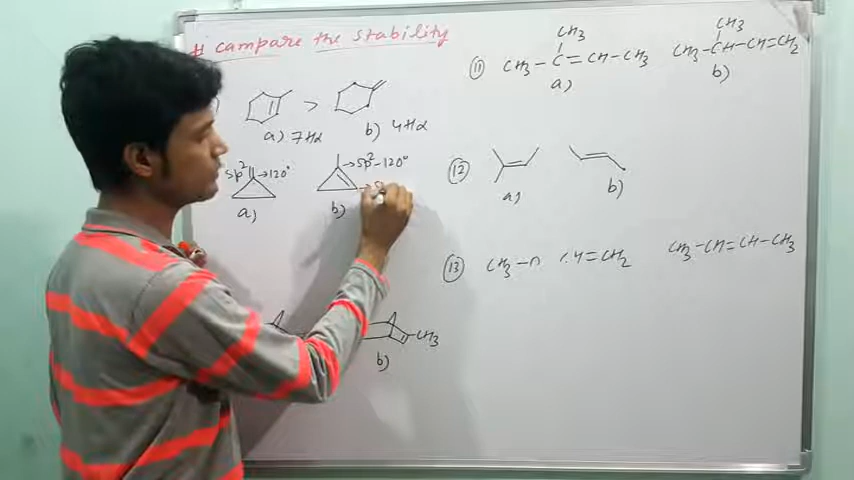 # campare the stability
a) 7Hα > b) 4Hα
sp² →120°
a)
→sp²-120°
b)
CH₃
b)
11 CH₃
CH₃-C=CH-CH₃
a)
CH₃
CH₃-CH-CH=CH₂
b)
12 a) b)
13 CH₃- CH=CH₂ CH₃-CH=CH-CH₃